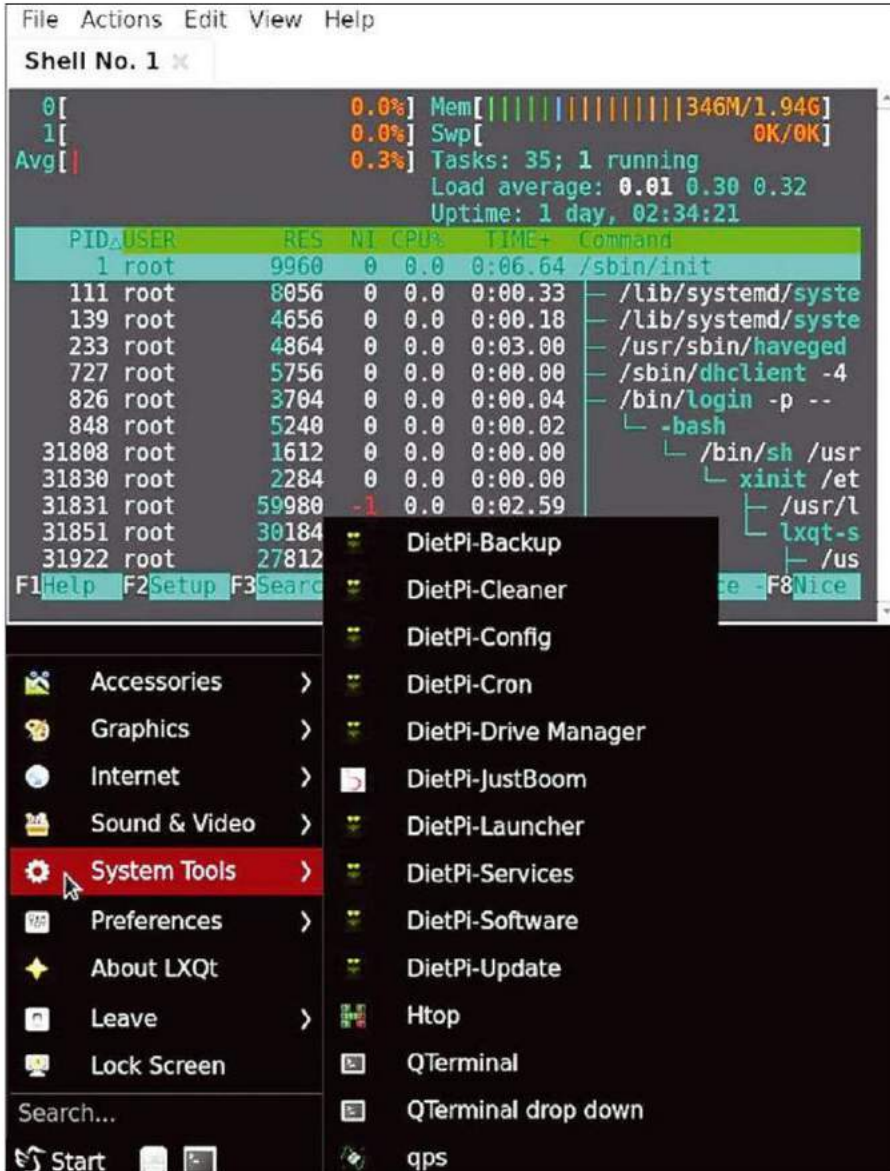 File Actions Edit View Help
Shell No. 1
0[ 0.0%] Mem[||||||||||||||||346M/1.94G]
1[ 0.0%] Swp[ 0K/0K]
Avg[| 0.3%] Tasks: 35; 1 running
Load average: 0.01 0.30 0.32
Uptime: 1 day, 02:34:21
PID△USER RES NI CPU% TIME+ Command
1 root 9960 0 0.0 0:06.64 /sbin/init
111 root 8056 0 0.0 0:00.33 ├─ /lib/systemd/syste
139 root 4656 0 0.0 0:00.18 ├─ /lib/systemd/syste
233 root 4864 0 0.0 0:03.00 ├─ /usr/sbin/haveged
727 root 5756 0 0.0 0:00.00 ├─ /sbin/dhclient -4
826 root 3704 0 0.0 0:00.04 ├─ /bin/login -p --
848 root 5240 0 0.0 0:00.02 │ └─ -bash
31808 root 1612 0 0.0 0:00.00 │ └─ /bin/sh /usr
31830 root 2284 0 0.0 0:00.00 │ └─ xinit /et
31831 root 59980 -1 0.0 0:02.59 │ ├─ /usr/l
31851 root 30184 └─ lxqt-s
31922 root 27812 ├─ /us
F1Help F2Setup F3Searc ce -F8Nice
Accessories
Graphics
Internet
Sound & Video
System Tools
Preferences
About LXQt
Leave
Lock Screen
Search...
Start
DietPi-Backup
DietPi-Cleaner
DietPi-Config
DietPi-Cron
DietPi-Drive Manager
DietPi-JustBoom
DietPi-Launcher
DietPi-Services
DietPi-Software
DietPi-Update
Htop
QTerminal
QTerminal drop down
qps